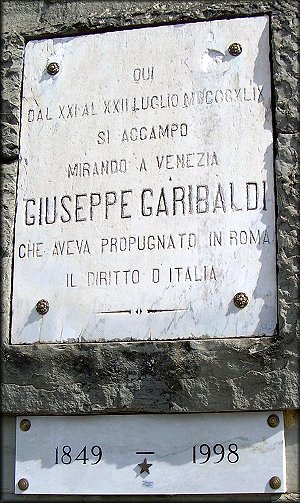 QUI
DAL XXI AL XXII LUGLIO MDCCCXLIX
SI ACCAMPÒ
MIRANDO A VENEZIA
GIUSEPPE GARIBALDI
CHE AVEVA PROPUGNATO IN ROMA
IL DIRITTO D'ITALIA
1849 — 1998